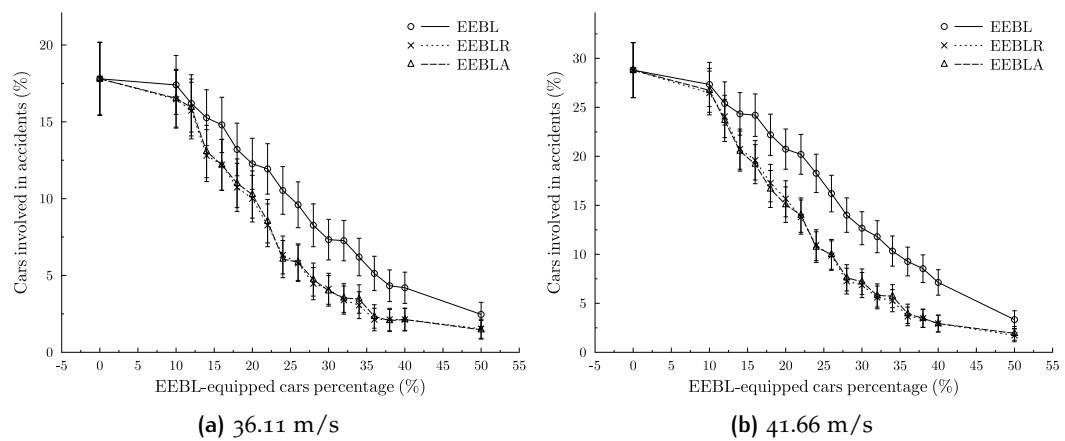 20
15
10
5
0
Cars involved in accidents (%)
EEBL
EEBLR
EEBLA
-5 0 5 10 15 20 25 30 35 40 45 50 55
EEBL-equipped cars percentage (%)
(a) 36.11 m/s
30
25
20
15
10
5
0
Cars involved in accidents (%)
EEBL
EEBLR
EEBLA
-5 0 5 10 15 20 25 30 35 40 45 50 55
EEBL-equipped cars percentage (%)
(b) 41.66 m/s